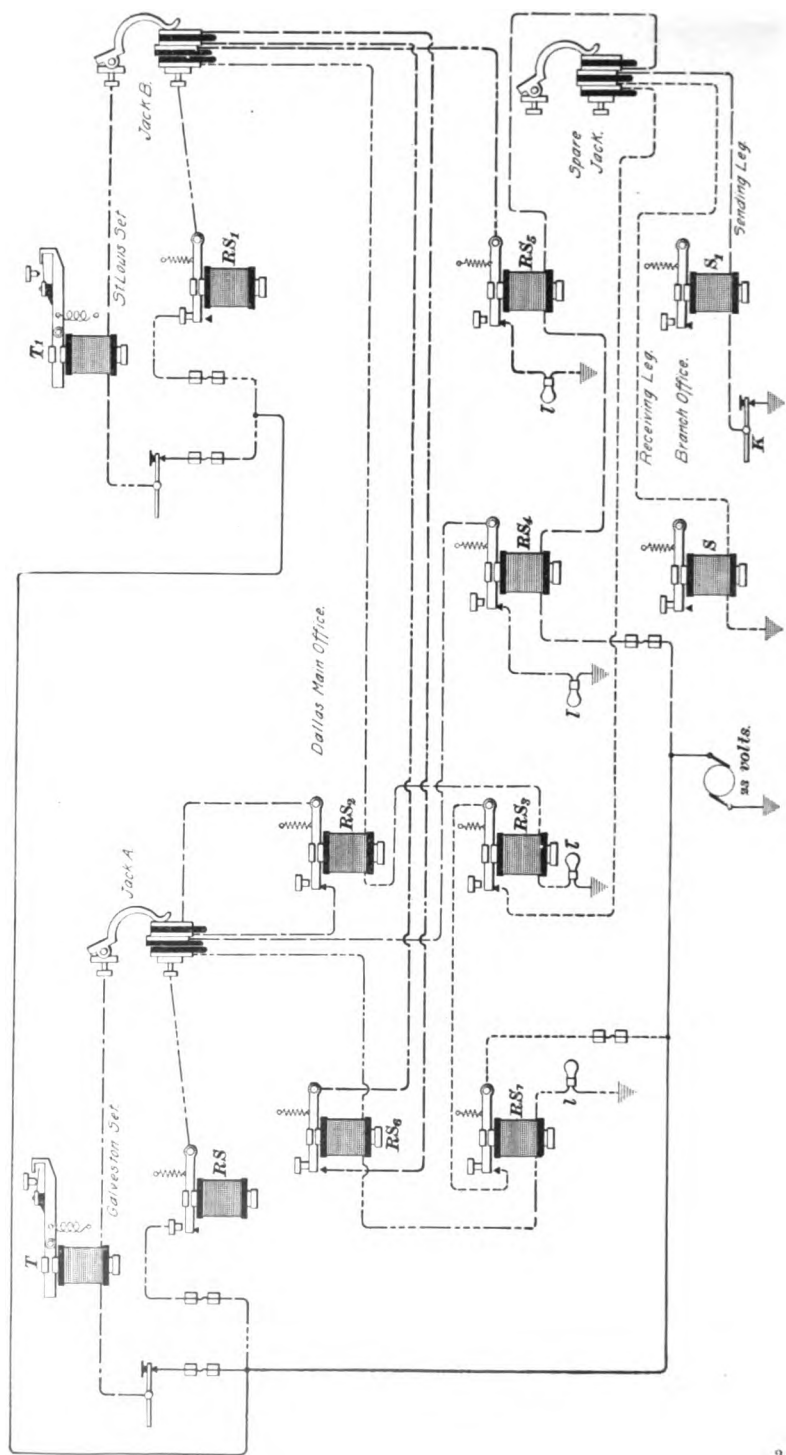 Jack B.
St Louis Set
T1
RS1
Spare
Jack.
Sending Leg.
RS5
S1
l
Receiving Leg.
Branch Office.
K
RS4
S
l
Dallas Main Office.
RS2
RS3
l
23 volts.
Jack A
Galveston Set
T
RS
RS6
RS7
l